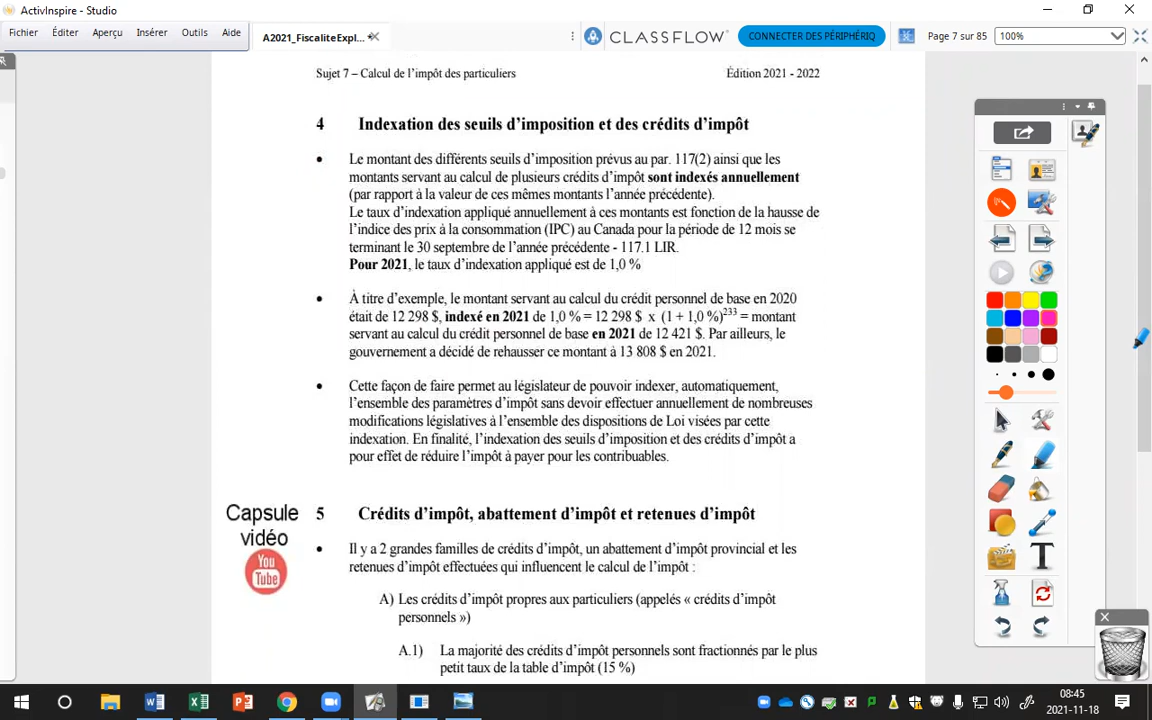 ActivInspire - Studio
Fichier Éditer Aperçu Insérer Outils Aide
A2021_FiscaliteExpl...
CLASSFLOW
CONNECTER DES PÉRIPHÉRIQ
Page 7 sur 85
100%
Sujet 7 – Calcul de l'impôt des particuliers Édition 2021 - 2022
4 Indexation des seuils d'imposition et des crédits d'impôt
• Le montant des différents seuils d'imposition prévus au par. 117(2) ainsi que les
montants servant au calcul de plusieurs crédits d'impôt sont indexés annuellement
(par rapport à la valeur de ces mêmes montants l'année précédente).
Le taux d'indexation appliqué annuellement à ces montants est fonction de la hausse de
l'indice des prix à la consommation (IPC) au Canada pour la période de 12 mois se
terminant le 30 septembre de l'année précédente - 117.1 LIR.
Pour 2021, le taux d'indexation appliqué est de 1,0 %
• À titre d'exemple, le montant servant au calcul du crédit personnel de base en 2020
était de 12 298 $, indexé en 2021 de 1,0 % = 12 298 $ x (1 + 1,0 %)233 = montant
servant au calcul du crédit personnel de base en 2021 de 12 421 $. Par ailleurs, le
gouvernement a décidé de rehausser ce montant à 13 808 $ en 2021.
• Cette façon de faire permet au législateur de pouvoir indexer, automatiquement,
l'ensemble des paramètres d'impôt sans devoir effectuer annuellement de nombreuses
modifications législatives à l'ensemble des dispositions de Loi visées par cette
indexation. En finalité, l'indexation des seuils d'imposition et des crédits d'impôt a
pour effet de réduire l'impôt à payer pour les contribuables.
Capsule
vidéo
You
Tube
5 Crédits d'impôt, abattement d'impôt et retenues d'impôt
• Il y a 2 grandes familles de crédits d'impôt, un abattement d'impôt provincial et les
retenues d'impôt effectuées qui influencent le calcul de l'impôt :
A) Les crédits d'impôt propres aux particuliers (appelés « crédits d'impôt
personnels »)
A.1) La majorité des crédits d'impôt personnels sont fractionnés par le plus
petit taux de la table d'impôt (15 %)
08:45
2021-11-18